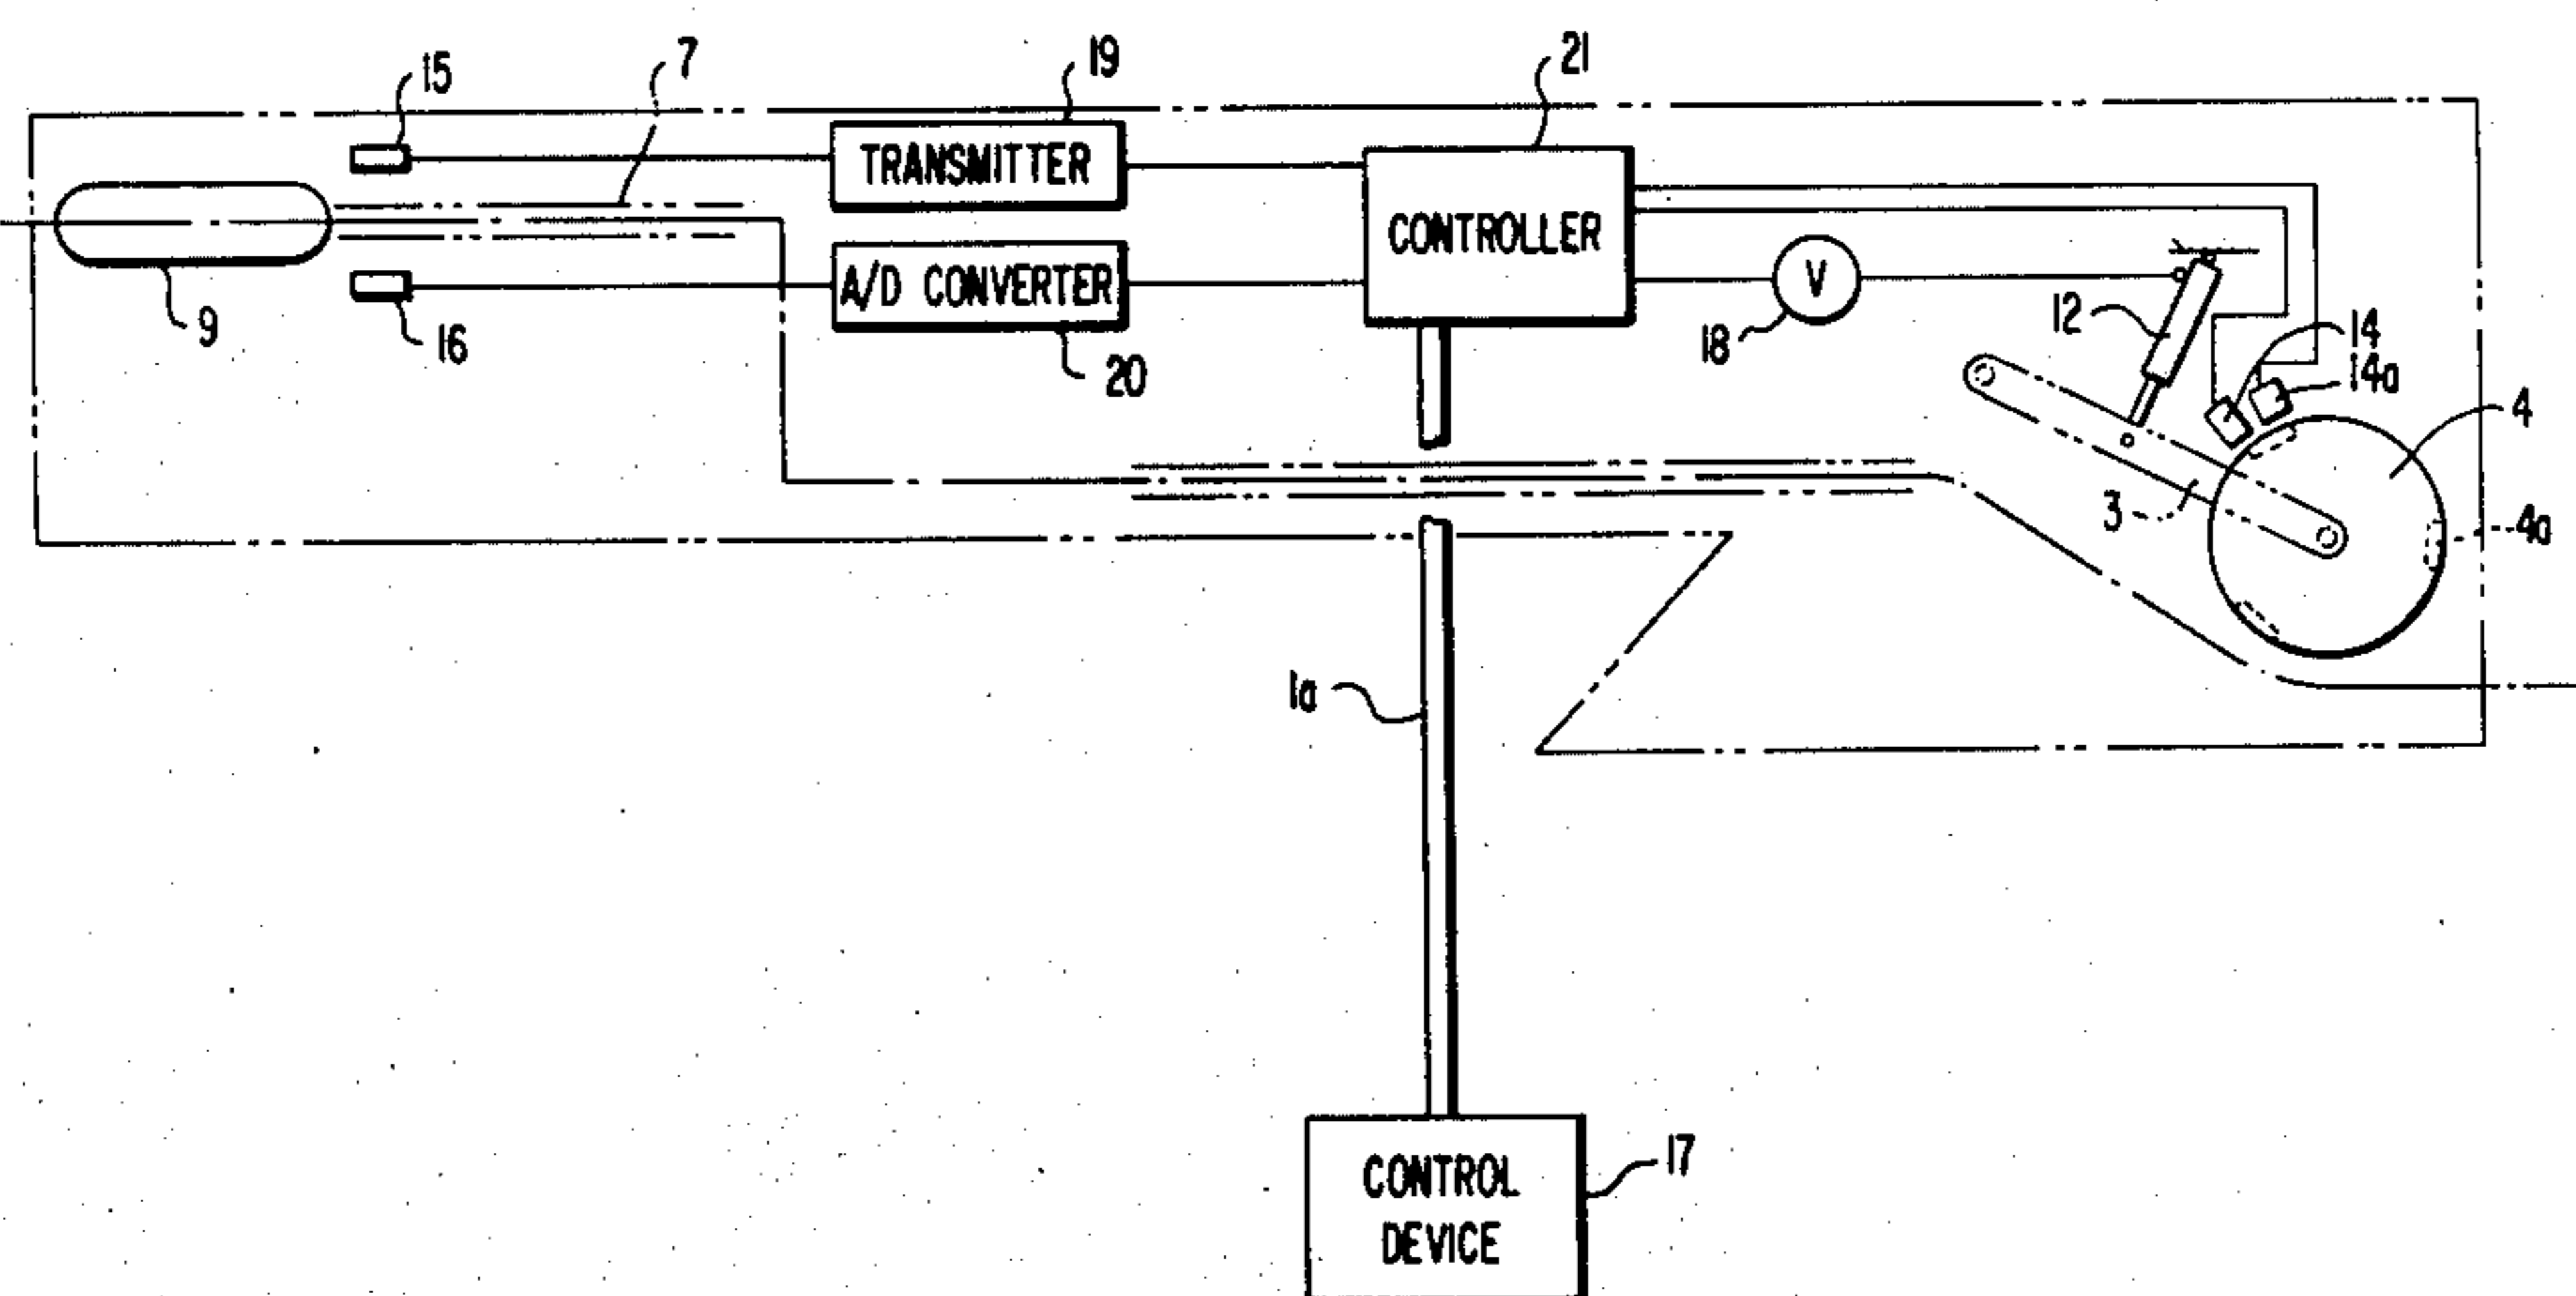 15
7
19
21
TRANSMITTER
CONTROLLER
A/D CONVERTER
V
9
16
20
18
12
14
14a
4
3
4a
1a
17
CONTROL
DEVICE